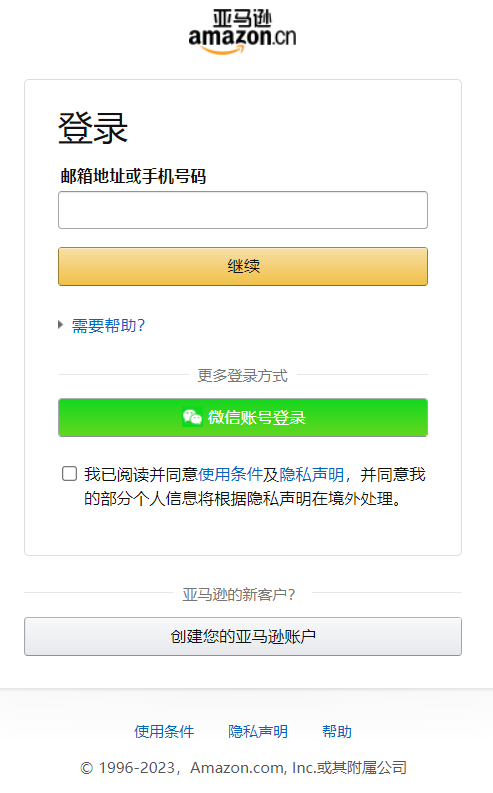 亚马逊
amazon.cn
登录
邮箱地址或手机号码
继续
需要帮助?
更多登录方式
微信账号登录
我已阅读并同意使用条件及隐私声明，并同意我
的部分个人信息将根据隐私声明在境外处理。
亚马逊的新客户?
创建您的亚马逊账户
使用条件 隐私声明 帮助
© 1996-2023，Amazon.com, Inc.或其附属公司